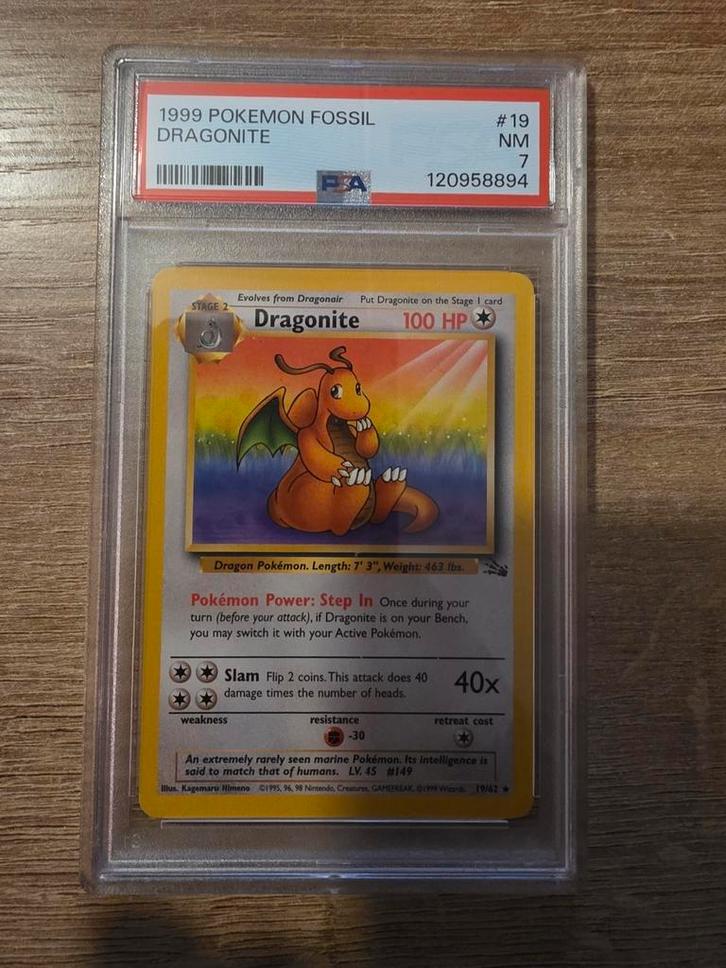 1999 POKEMON FOSSIL #19
DRAGONITE NM
7
PSA 120958894
STAGE 2 Evolves from Dragonair Put Dragonite on the Stage 1 card
Dragonite 100 HP
Dragon Pokémon. Length: 7' 3", Weight: 463 lbs.
Pokémon Power: Step In Once during your
turn (before your attack), if Dragonite is on your Bench,
you may switch it with your Active Pokémon.
Slam Flip 2 coins. This attack does 40
damage times the number of heads. 40x
weakness resistance retreat cost
-30
An extremely rarely seen marine Pokémon. Its intelligence is
said to match that of humans. LV. 45 #149
Illus. Kagemaru Himeno ©1995, 96, 98 Nintendo, Creatures, GAMEFREAK. ©1999 Wizards. 19/62 ★